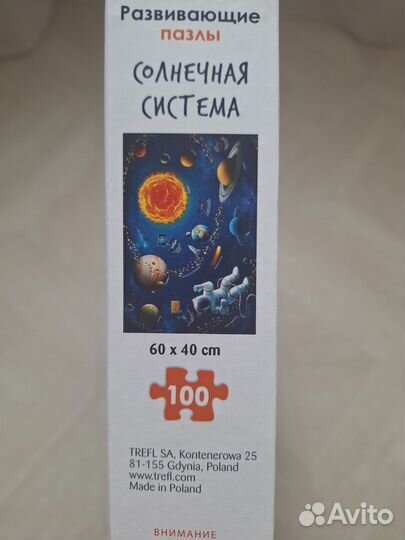 Развивающие
пазлы
СОЛНЕЧНАЯ
СИСТЕМА
60 x 40 cm
100
TREFL SA, Kontenerowa 25
81-155 Gdynia, Poland
www.trefl.com
Made in Poland
ВНИМАНИЕ
Avito